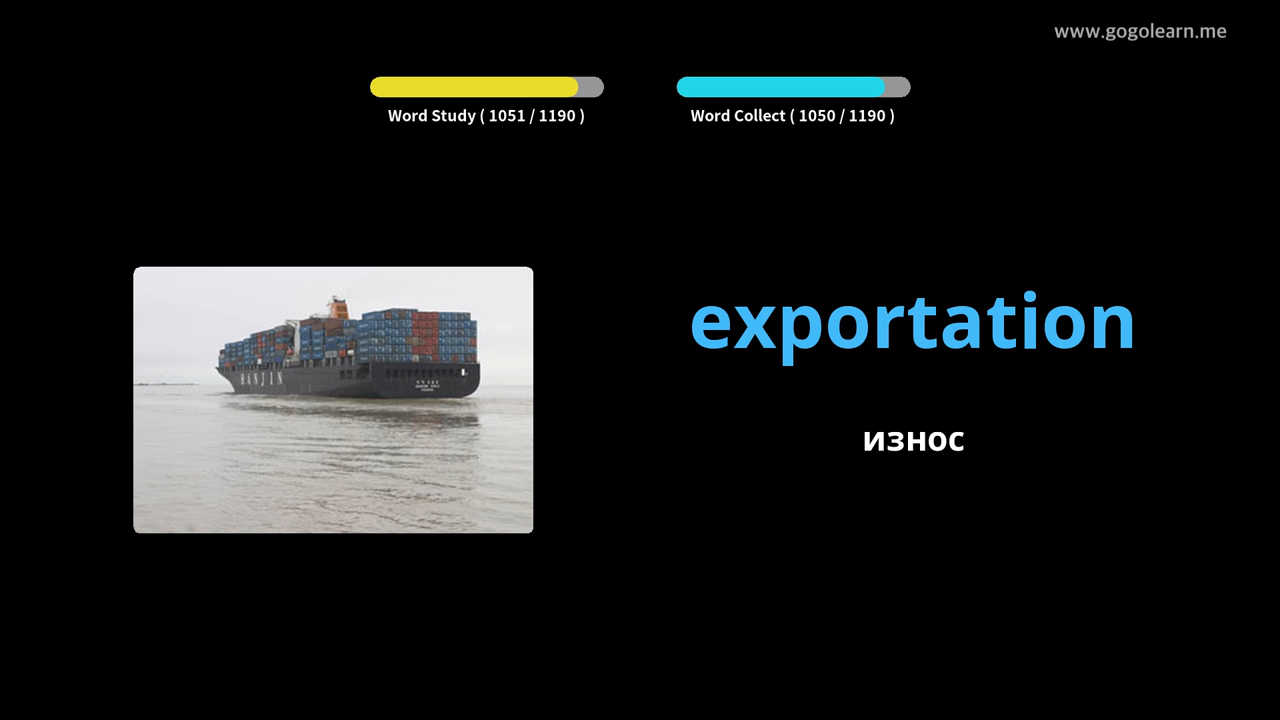 www.gogolearn.me
Word Study ( 1051 / 1190 )
Word Collect ( 1050 / 1190 )
exportation
износ
HANJIN